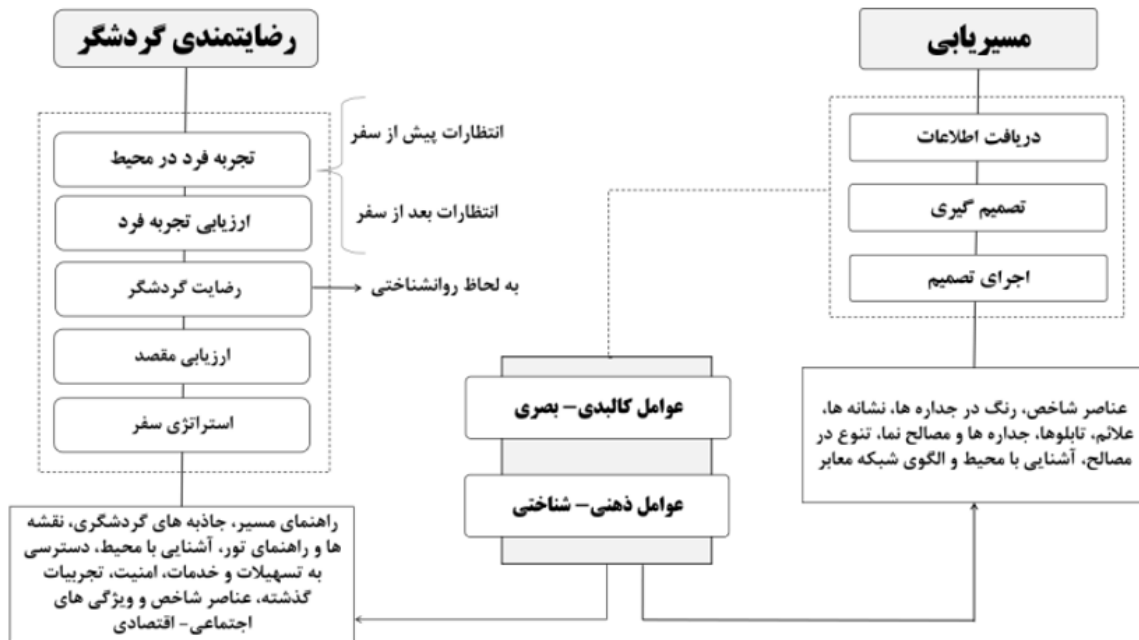 مسیریابی
دریافت اطلاعات
تصمیم گیری
اجرای تصمیم
عناصر شاخص، رنگ در جداره ها، نشانه ها،
علائم، تابلوها، جداره ها و مصالح نما، تنوع در
مصالح، آشنایی با محیط و الگوی شبکه معابر
عوامل کالبدی- بصری
عوامل ذهنی- شناختی
رضایتمندی گردشگر
انتظارات پیش از سفر
تجربه فرد در محیط
انتظارات بعد از سفر
ارزیابی تجربه فرد
رضایت گردشگر
به لحاظ روانشناختی
ارزیابی مقصد
استراتژی سفر
راهنمای مسیر، جاذبه های گردشگری، نقشه
ها و راهنمای تور، آشنایی با محیط، دسترسی
به تسهیلات و خدمات، امنیت، تجربیات
گذشته، عناصر شاخص و ویژگی های
اجتماعی- اقتصادی